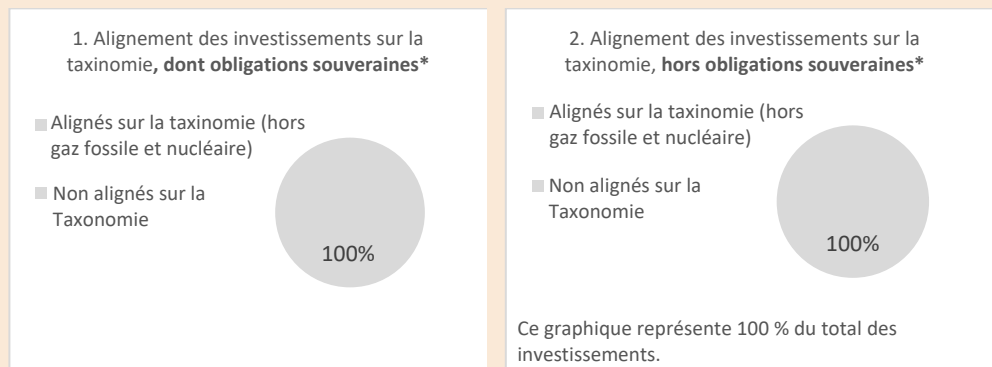 1. Alignement des investissements sur la
taxinomie, dont obligations souveraines*
Alignés sur la taxinomie (hors
gaz fossile et nucléaire)
Non alignés sur la
Taxonomie
100%
2. Alignement des investissements sur la
taxinomie, hors obligations souveraines*
Alignés sur la taxinomie (hors
gaz fossile et nucléaire)
Non alignés sur la
Taxonomie
100%
Ce graphique représente 100 % du total des
investissements.